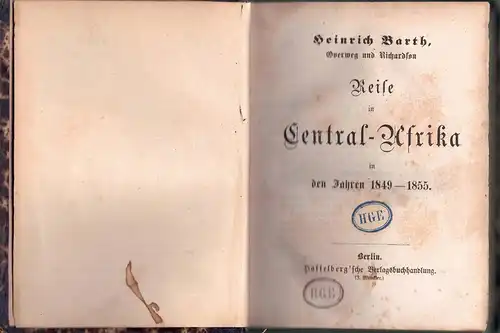 Heinrich Barth,
Overweg und Richardson
Reise
in
Central-Afrika
in
den Jahren 1849—1855.
HGE
Berlin.
Hasselberg'sche Verlagsbuchhandlung.
HGE